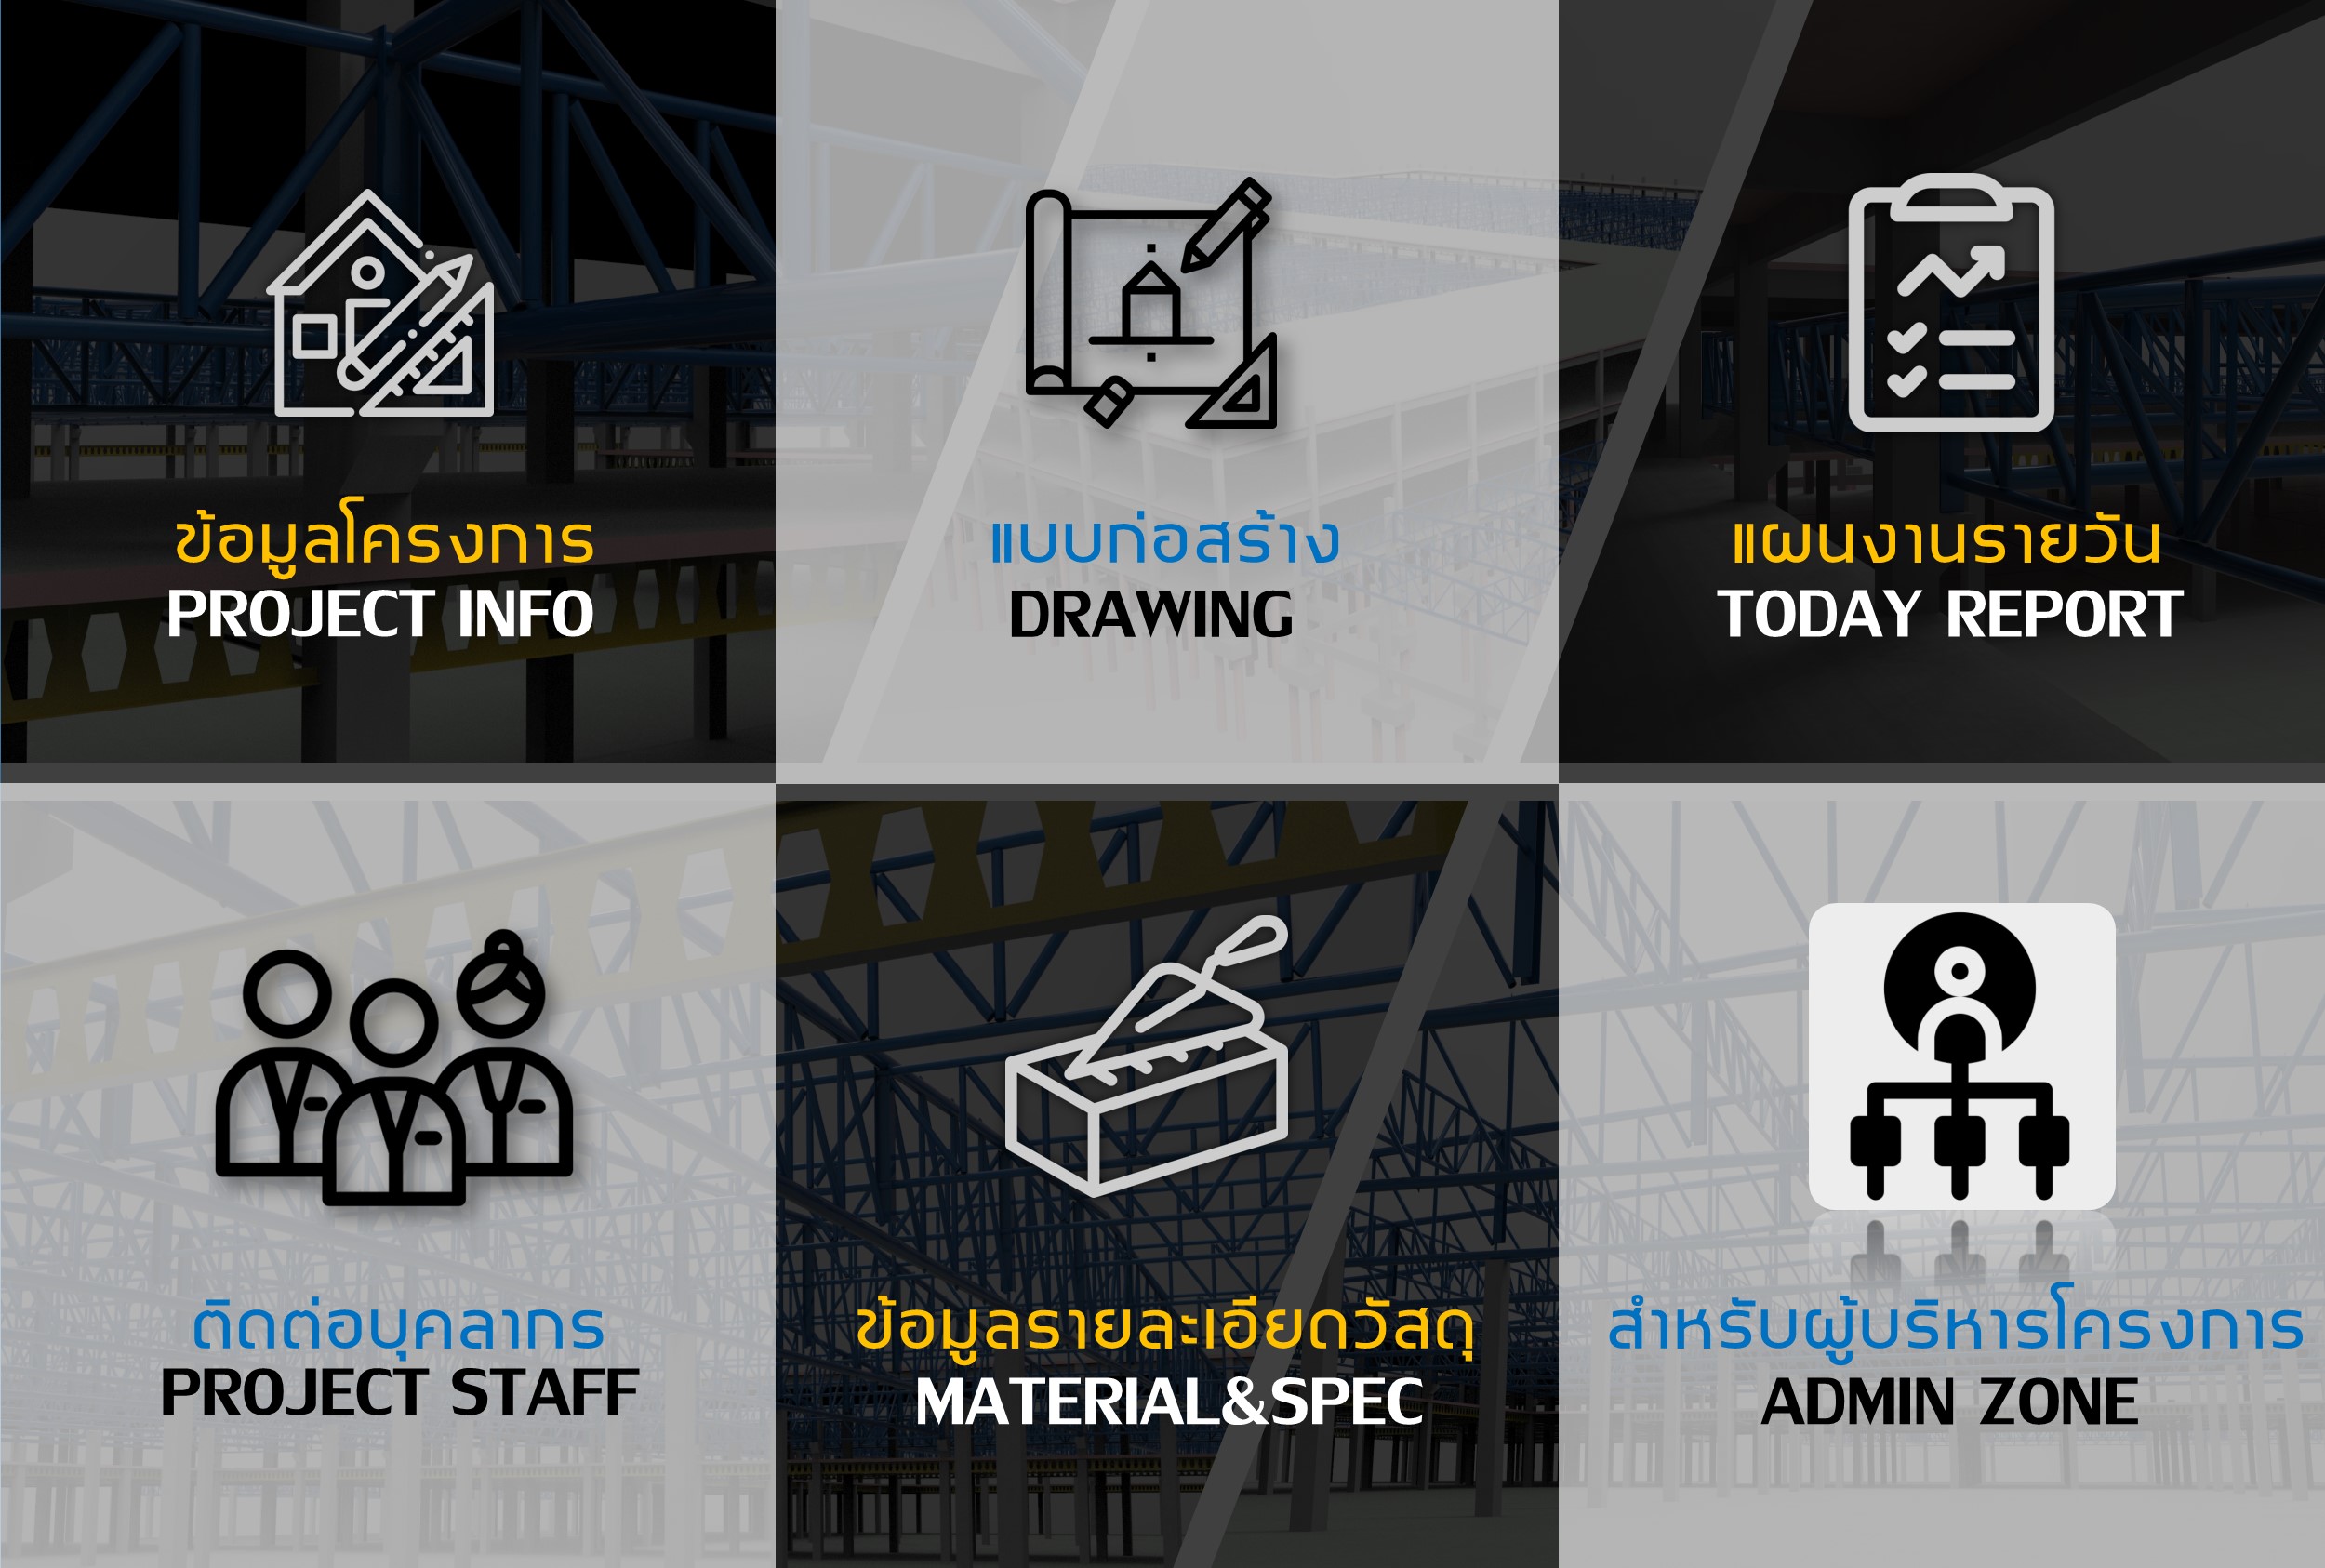 ข้อมูลโครงการ
PROJECT INFO
แบบก่อสร้าง
DRAWING
แผนงานรายวัน
TODAY REPORT
ติดต่อบุคลากร
PROJECT STAFF
ข้อมูลรายละเอียดวัสดุ
MATERIAL&SPEC
สำหรับผู้บริหารโครงการ
ADMIN ZONE